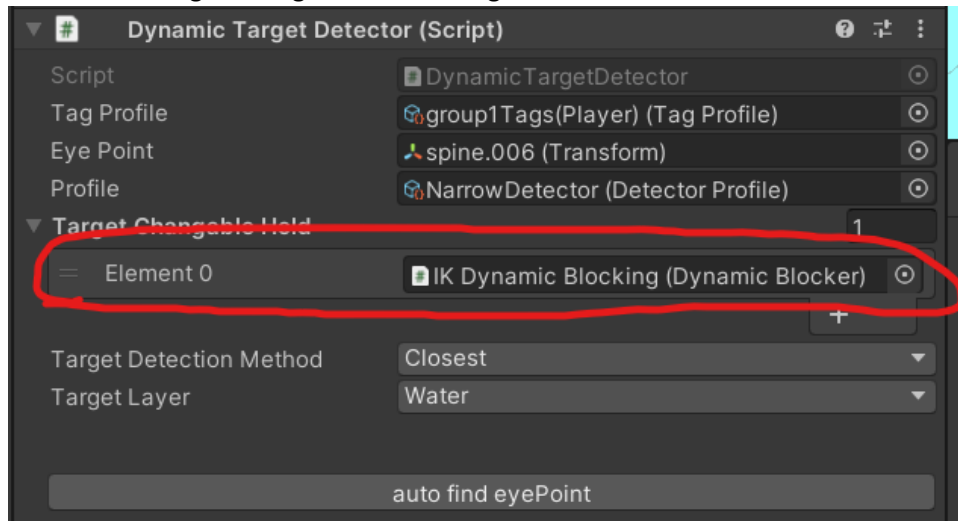 Dynamic Target Detector (Script)
Script DynamicTargetDetector
Tag Profile group1Tags(Player) (Tag Profile)
Eye Point spine.006 (Transform)
Profile NarrowDetector (Detector Profile)
Target Changable Hold 1
Element 0 IK Dynamic Blocking (Dynamic Blocker)
Target Detection Method Closest
Target Layer Water
auto find eyePoint